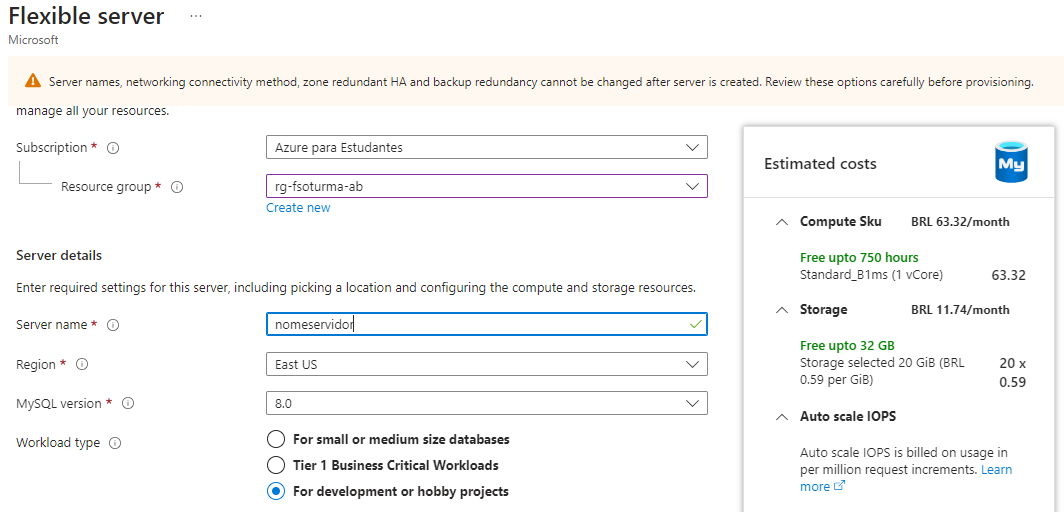 Flexible server ...
Microsoft
Server names, networking connectivity method, zone redundant HA and backup redundancy cannot be changed after server is created. Review these options carefully before provisioning.
manage all your resources.
Subscription *
Azure para Estudantes
Resource group *
rg-fsoturma-ab
Create new
Server details
Enter required settings for this server, including picking a location and configuring the compute and storage resources.
Server name *
nomeservidor
Region *
East US
MySQL version *
8.0
Workload type
For small or medium size databases
Tier 1 Business Critical Workloads
For development or hobby projects
Estimated costs
My
Compute Sku BRL 63.32/month
Free upto 750 hours
Standard_B1ms (1 vCore) 63.32
Storage BRL 11.74/month
Free upto 32 GB
Storage selected 20 GiB (BRL 20 x
0.59 per GiB) 0.59
Auto scale IOPS
Auto scale IOPS is billed on usage in
per million request increments. Learn
more